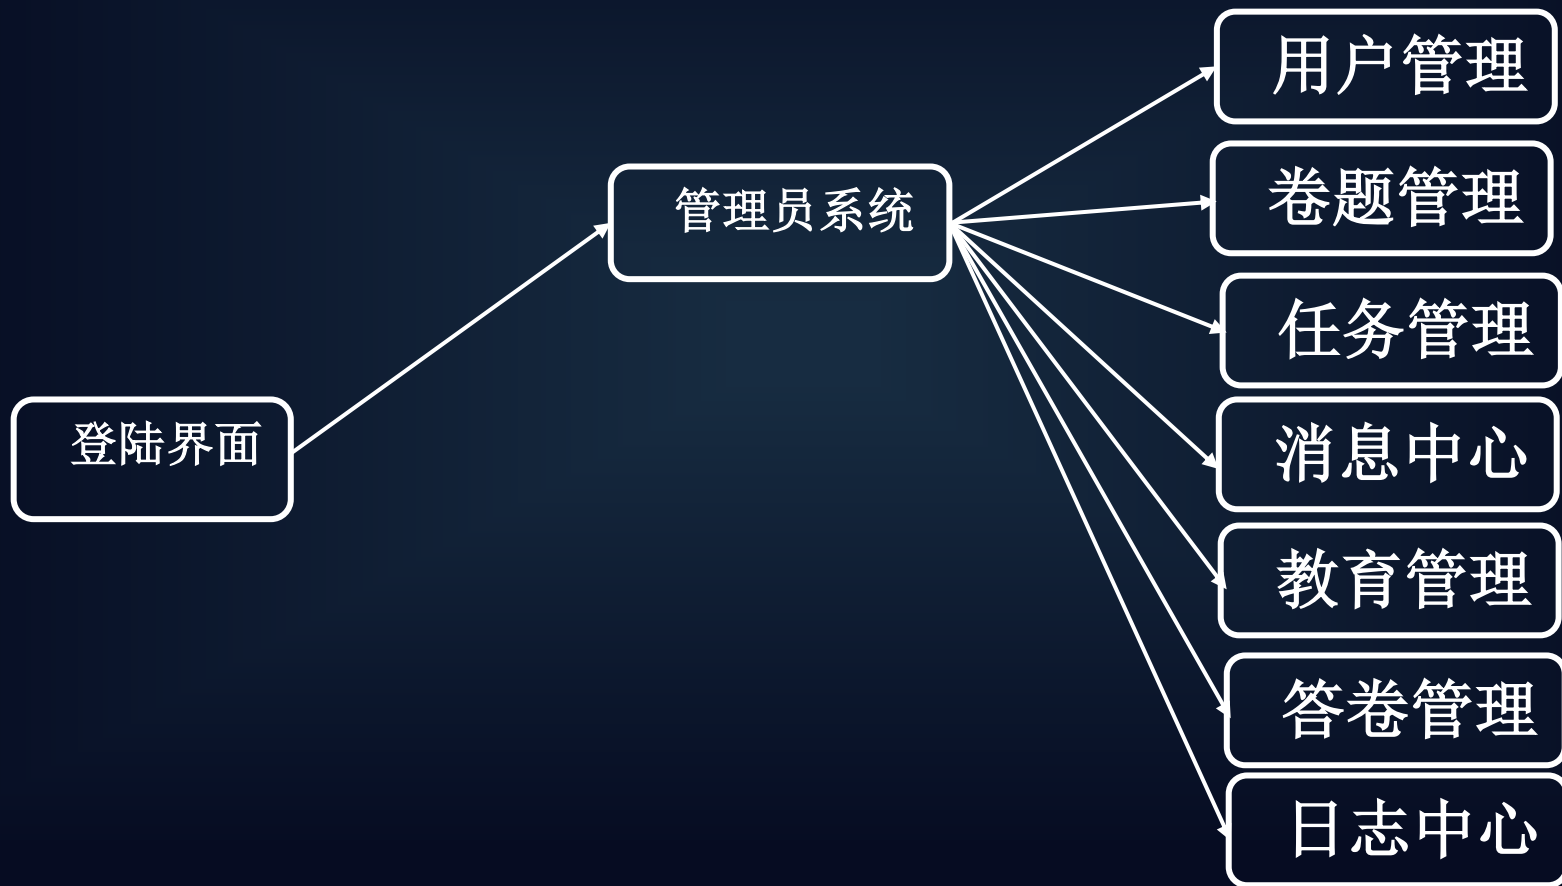 登陆界面
管理员系统
用户管理
卷题管理
任务管理
消息中心
教育管理
答卷管理
日志中心